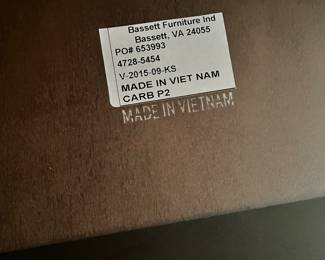 Bassett Furniture Ind
Bassett, VA 24055
PO# 653993
4728-5454
V-2015-09-KS
MADE IN VIET NAM
CARB P2
MADE IN VIETNAM